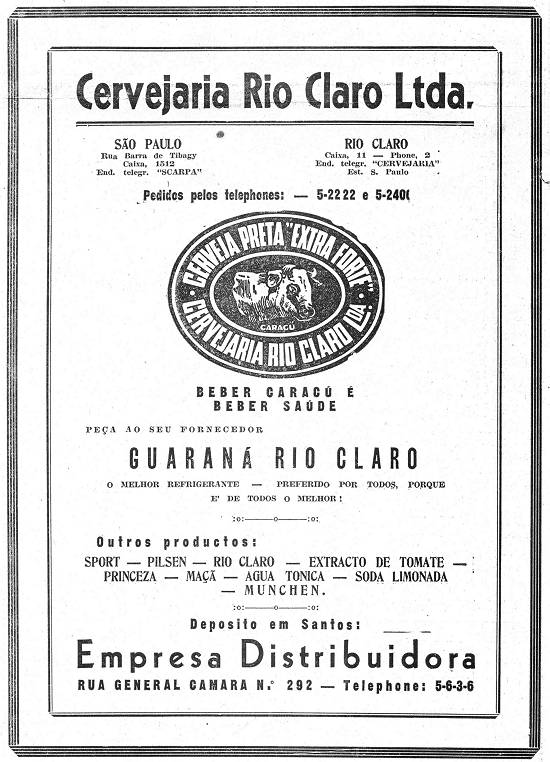 Cervejaria Rio Claro Ltda.
SÃO PAULO
Rua Barra de Tibagy
Caixa, 1512
End. telegr. "SCARPA"
RIO CLARO
Caixa, 11 — Phone, 2
End. telegr. "CERVEJARIA"
Est. S. Paulo
Pedidos pelos telephones: — 5-2222 e 5-2400
CERVEJA PRETA "EXTRA FORTE"
CARACÚ
CERVEJARIA RIO CLARO LDA.
BEBER CARACÚ É
BEBER SAÚDE
PEÇA AO SEU FORNECEDOR
GUARANÁ RIO CLARO
O MELHOR REFRIGERANTE — PREFERIDO POR TODOS, PORQUE
E' DE TODOS O MELHOR!
:o:——o——:o:
Outros productos:
SPORT — PILSEN — RIO CLARO — EXTRACTO DE TOMATE —
PRINCEZA — MAÇÃ — AGUA TONICA — SODA LIMONADA
— MUNCHEN.
:o:——o——:o:
Deposito em Santos:
Empresa Distribuidora
RUA GENERAL CAMARA N.º 292 — Telephone: 5-6-3-6